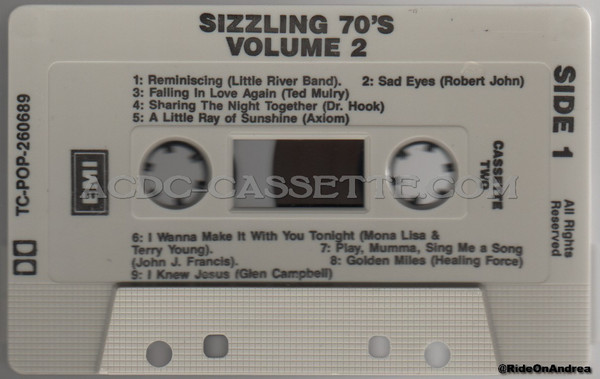 SIZZLING 70'S
VOLUME 2
1: Reminiscing (Little River Band). 2: Sad Eyes (Robert John)
3: Falling In Love Again (Ted Mulry)
4: Sharing The Night Together (Dr. Hook)
5: A Little Ray of Sunshine (Axiom)
SIDE 1
TC-POP-260689
EMI
CASSETTE
TWO
ACDC-CASSETTE.COM
6: I Wanna Make It With You Tonight (Mona Lisa &
Terry Young). 7: Play, Mumma, Sing Me a Song
(John J. Francis). 8: Golden Miles (Healing Force)
9: I Knew Jesus (Glen Campbell)
All Rights
Reserved
@RideOnAndrea